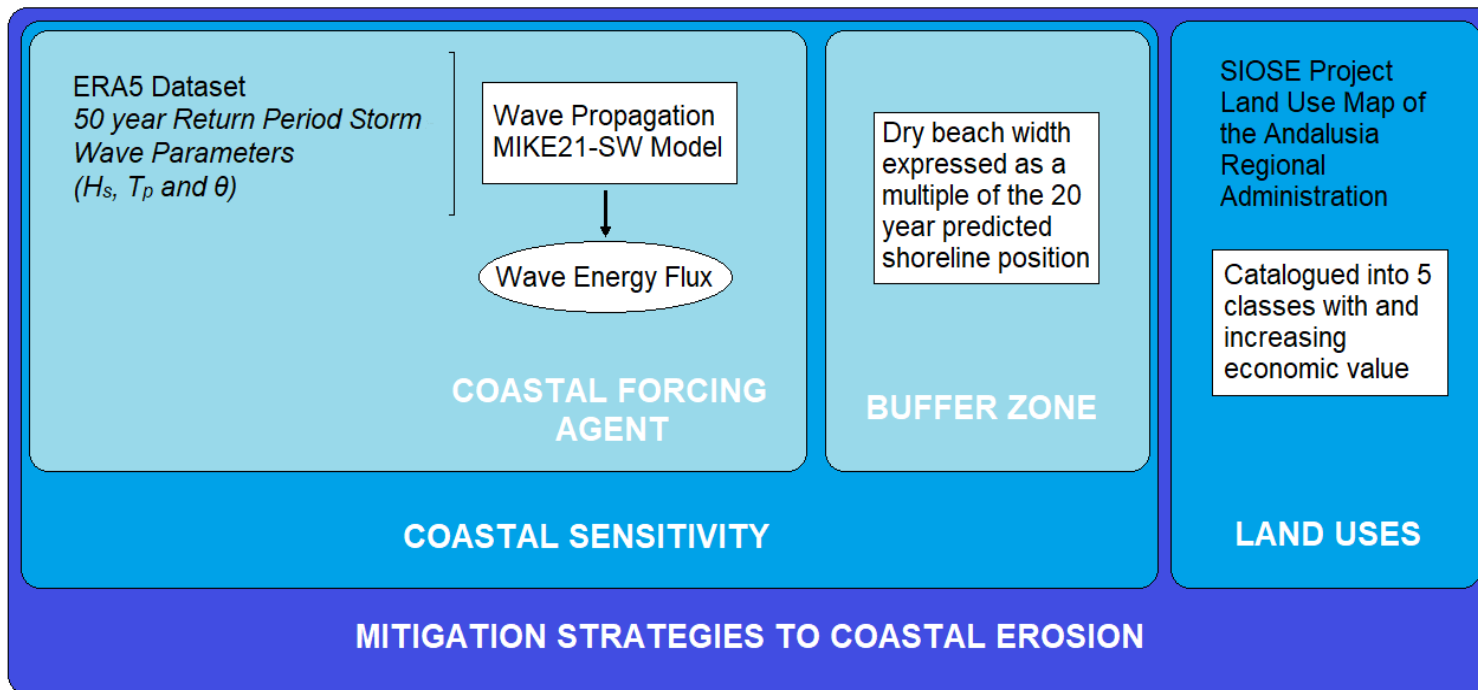 ERA5 Dataset
50 year Return Period Storm
Wave Parameters
(Hs, Tp and θ)
Wave Propagation
MIKE21-SW Model
Wave Energy Flux
COASTAL FORCING
AGENT
Dry beach width
expressed as a
multiple of the 20
year predicted
shoreline position
BUFFER ZONE
COASTAL SENSITIVITY
SIOSE Project
Land Use Map of
the Andalusia
Regional
Administration
Catalogued into 5
classes with and
increasing
economic value
LAND USES
MITIGATION STRATEGIES TO COASTAL EROSION